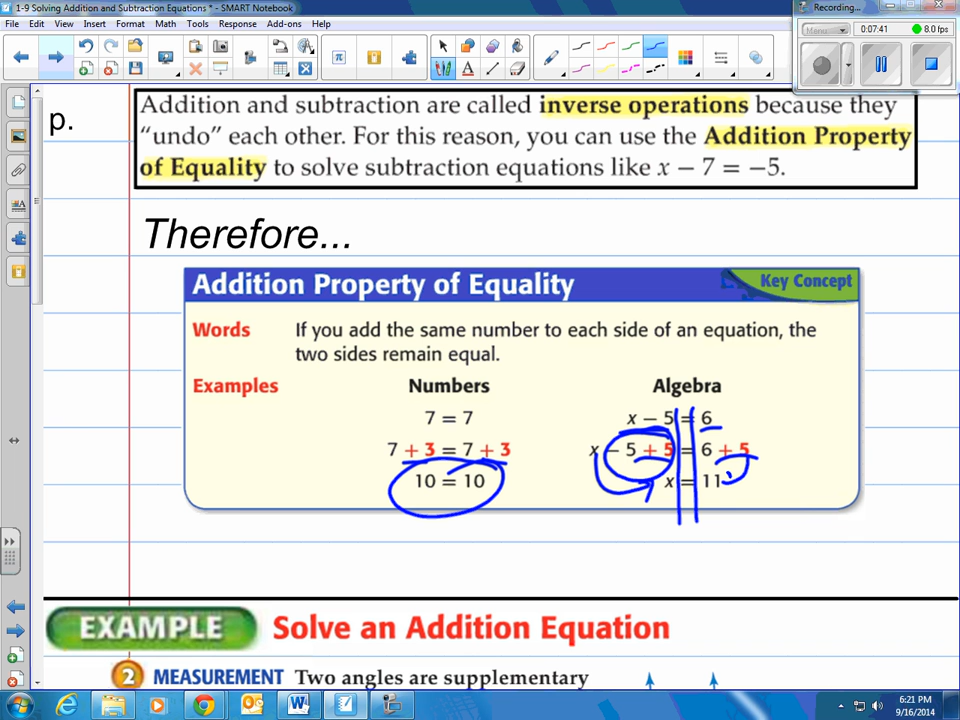 1-9 Solving Addition and Subtraction Equations * - SMART Notebook
Recording...
File Edit View Insert Format Math Tools Response Add-ons Help
Menu 0:07:41 8.0 fps
p.
Addition and subtraction are called inverse operations because they
“undo” each other. For this reason, you can use the Addition Property
of Equality to solve subtraction equations like x − 7 = −5.
Therefore...
Addition Property of Equality Key Concept
Words If you add the same number to each side of an equation, the
two sides remain equal.
Examples Numbers Algebra
7 = 7 x − 5 = 6
7 + 3 = 7 + 3 x − 5 + 5 = 6 + 5
10 = 10 x = 11
EXAMPLE Solve an Addition Equation
2 MEASUREMENT Two angles are supplementary
6:21 PM
9/16/2014